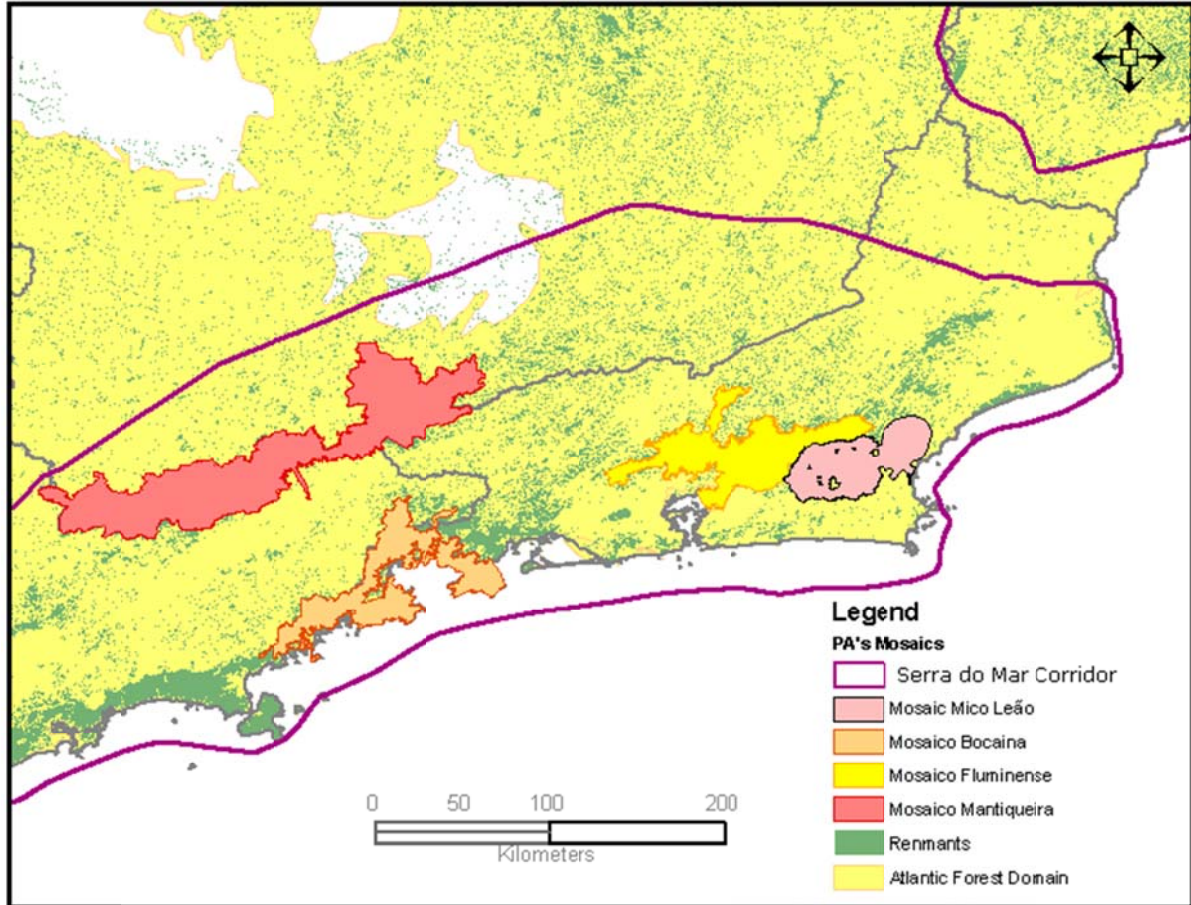 Legend
PA's Mosaics
Serra do Mar Corridor
Mosaic Mico Leão
Mosaico Bocaina
Mosaico Fluminense
Mosaico Mantiqueira
Renmants
Atlantic Forest Domain
0 50 100 200
Kilometers